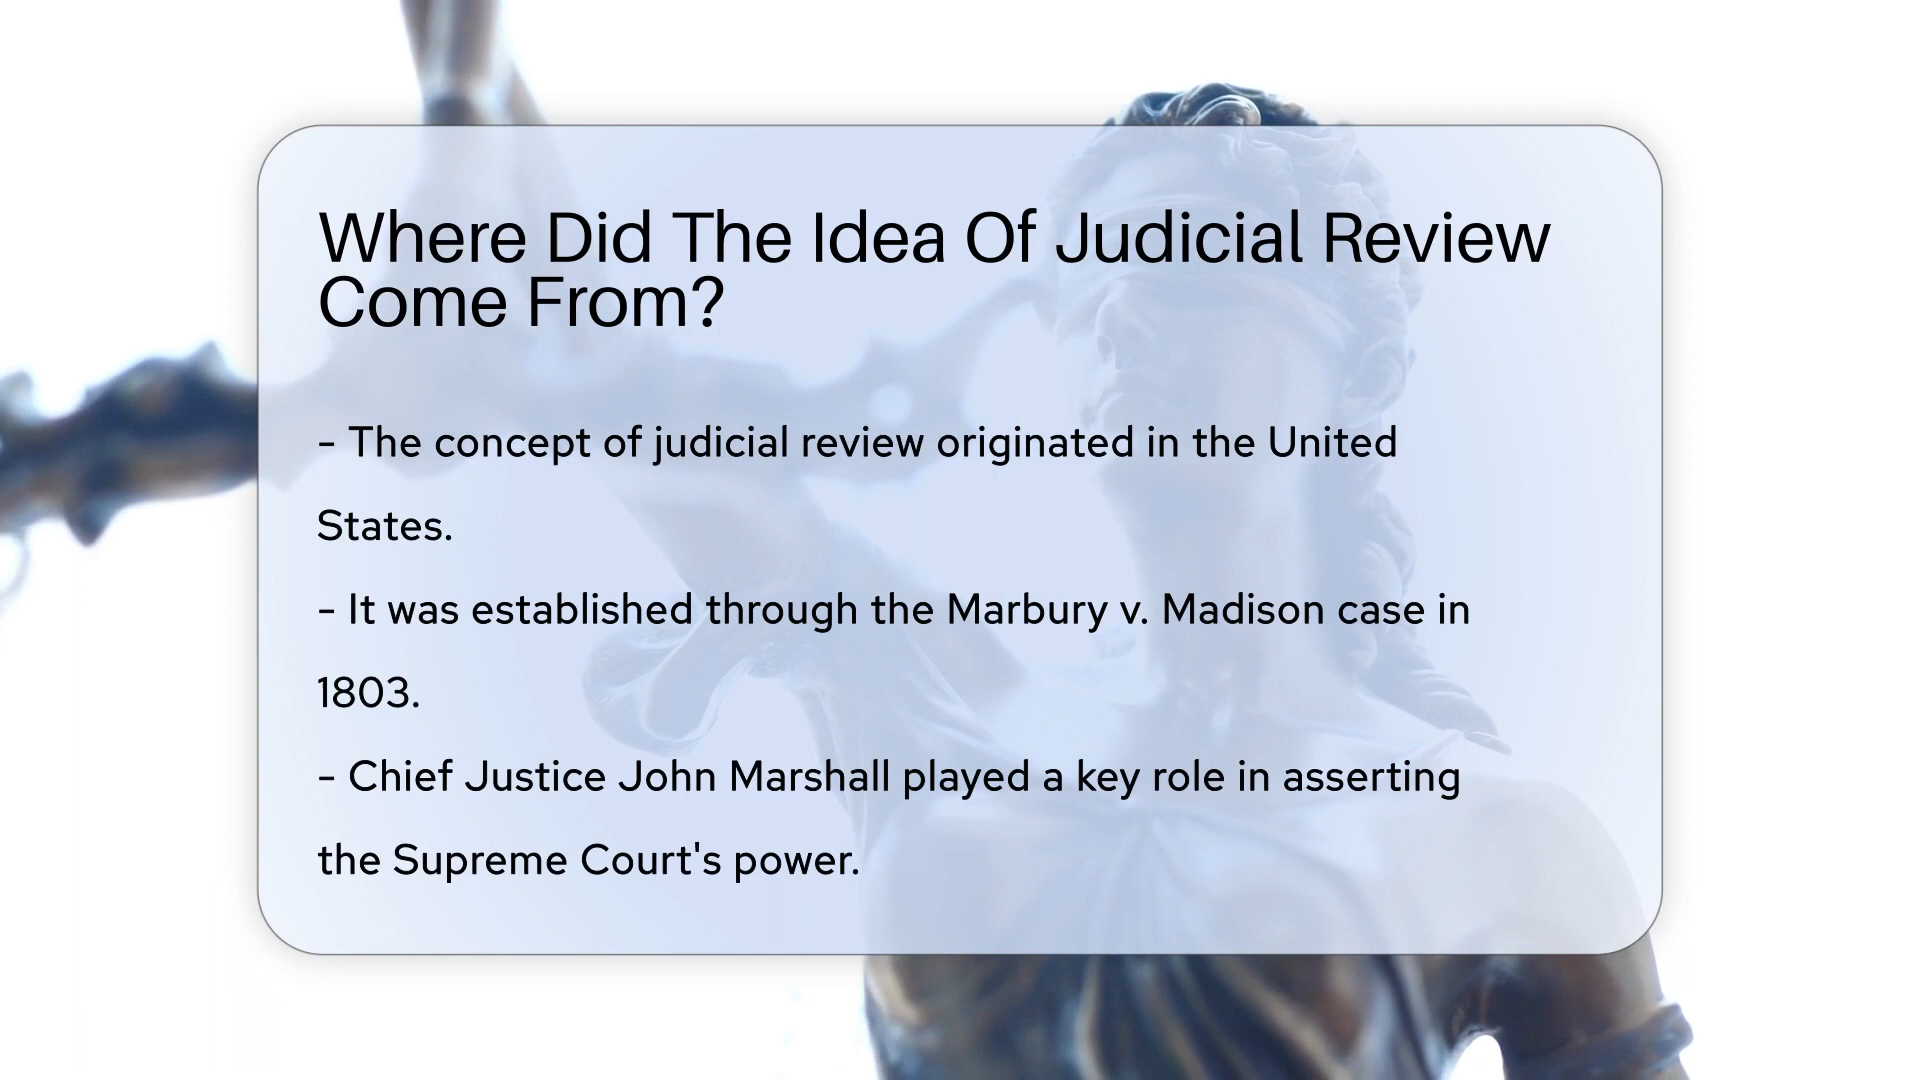 Where Did The Idea Of Judicial Review
Come From?
- The concept of judicial review originated in the United
States.
- It was established through the Marbury v. Madison case in
1803.
- Chief Justice John Marshall played a key role in asserting
the Supreme Court's power.